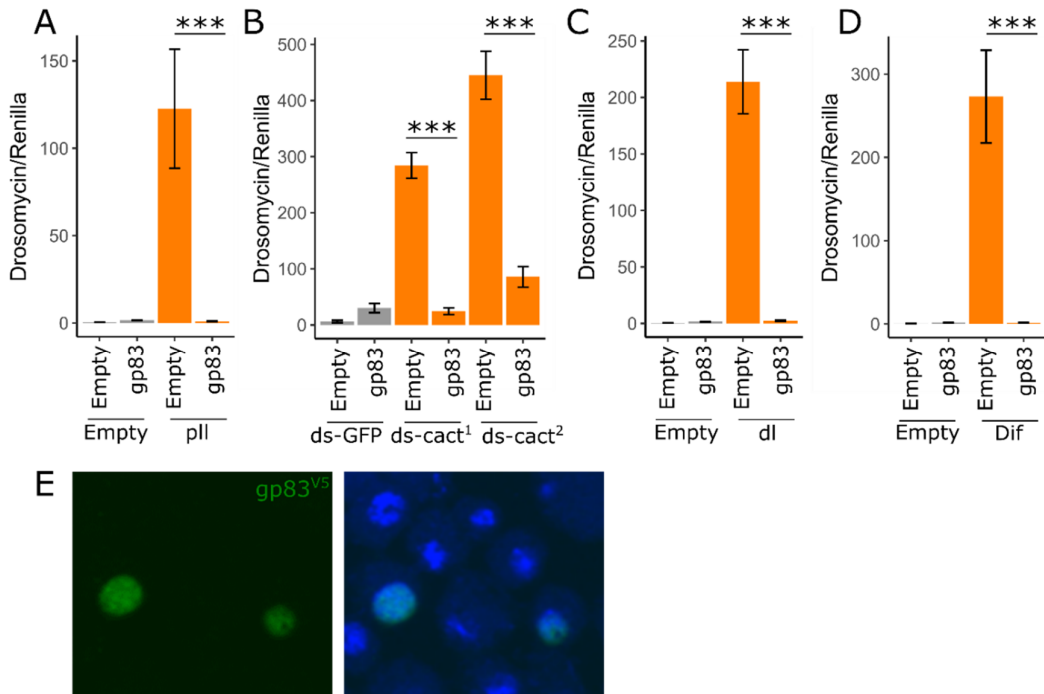 A
Drosomycin/Renilla
150
100
50
0
***
Empty
gp83
Empty
gp83
Empty
pll
B
Drosomycin/Renilla
500
400
300
200
100
0
***
***
Empty
gp83
Empty
gp83
Empty
gp83
ds-GFP
ds-cact¹
ds-cact²
C
Drosomycin/Renilla
250
200
150
100
50
0
***
Empty
gp83
Empty
gp83
Empty
dl
D
Drosomycin/Renilla
300
200
100
0
***
Empty
gp83
Empty
gp83
Empty
Dif
E
gp83ⱽ⁵